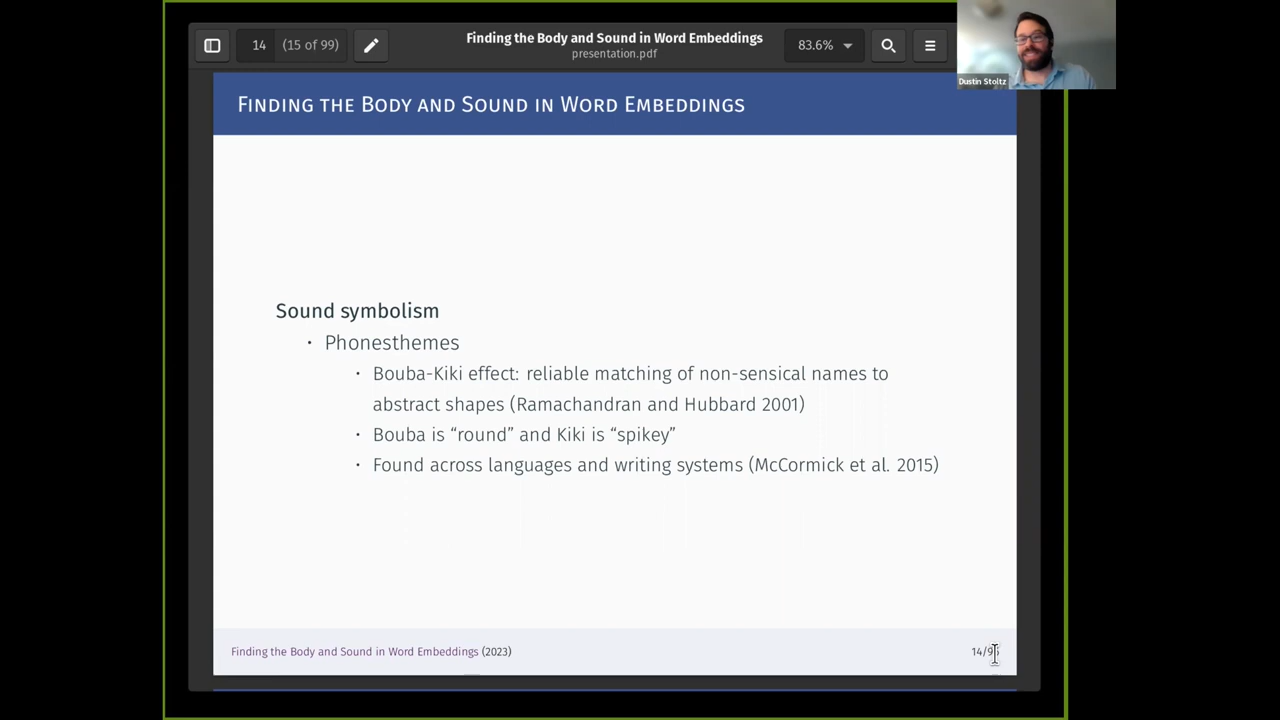 14 (15 of 99)
Finding the Body and Sound in Word Embeddings
presentation.pdf
83.6%
Dustin Stoltz
Finding the Body and Sound in Word Embeddings
Sound symbolism
· Phonesthemes
· Bouba-Kiki effect: reliable matching of non-sensical names to
abstract shapes (Ramachandran and Hubbard 2001)
· Bouba is “round” and Kiki is “spikey”
· Found across languages and writing systems (McCormick et al. 2015)
Finding the Body and Sound in Word Embeddings (2023)